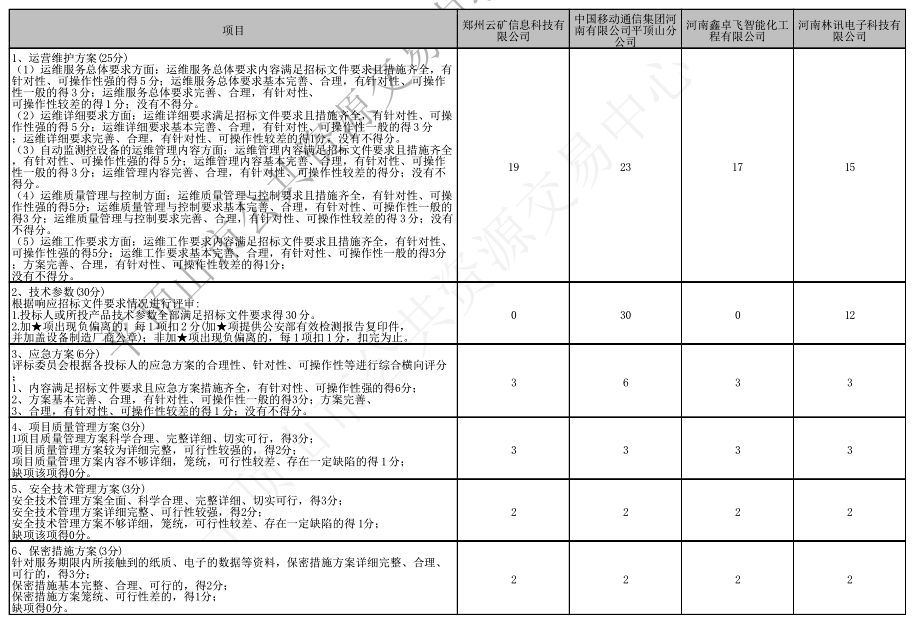 项目
郑州云矿信息科技有
限公司
中国移动通信集团河
南有限公司平顶山分
公司
河南鑫卓飞智能化工
程有限公司
河南林讯电子科技有
限公司
1、运营维护方案(25分)
（1）运维服务总体要求方面；运维服务总体要求内容满足招标文件要求且措施齐全，有
针对性、可操作性强的得 5 分；运维服务总体要求基本完善、合理，有针对性、可操作
性一般的得 3 分；运维服务总体要求完善、合理，有针对性、
可操作性较差的得 1 分；没有不得分。
（2）运维详细要求方面；运维详细要求满足招标文件要求且措施齐全，有针对性、可操
作性强的得 5 分；运维详细要求基本完善、合理，有针对性、可操作性一般的得 3 分
；运维详细要求完善、合理，有针对性、可操作性较差的得1分；没有不得分。
（3）自动监测控设备的运维管理内容方面；运维管理内容满足招标文件要求且措施齐全
，有针对性、可操作性强的得 5 分；运维管理内容基本完善、合理，有针对性、可操作
性一般的得 3 分；运维管理内容完善、合理，有针对性、可操作性较差的得分；没有不
得分。
（4）运维质量管理与控制方面；运维质量管理与控制要求且措施齐全，有针对性、可操
作性强的得5分；运维质量管理与控制要求基本完善、合理，有针对性、可操作性一般的
得3 分；运维质量管理与控制要求完善、合理，有针对性、可操作性较差的得 3 分；没有
不得分。
（5）运维工作要求方面；运维工作要求内容满足招标文件要求且措施齐全，有针对性、
可操作性强的得5分；运维工作要求基本完善、合理，有针对性、可操作性一般的得3分
；方案完善、合理，有针对性、可操作性较差的得1分；
没有不得分。
19
23
17
15
2、技术参数(30分)
根据响应招标文件要求情况进行评审:
1.投标人或所投产品技术参数全部满足招标文件要求得 30 分。
2.加★项出现负偏离的，每 1 项扣 2 分(加★项提供公安部有效检测报告复印件，
并加盖设备制造厂商公章)；非加★项出现负偏离的，每 1 项扣 1 分，扣完为止。
0
30
0
12
3、应急方案(6分)
评标委员会根据各投标人的应急方案的合理性、针对性、可操作性等进行综合横向评分
；
1、内容满足招标文件要求且应急方案措施齐全，有针对性、可操作性强的得6分；
2、方案基本完善、合理，有针对性、可操作性一般的得3分；方案完善、
3、合理，有针对性、可操作性较差的得 1 分；没有不得分。
3
6
3
3
4、项目质量管理方案(3分)
1项目质量管理方案科学合理、完整详细、切实可行，得3分；
项目质量管理方案较为详细完整，可行性较强的，得2分；
项目质量管理方案内容不够详细，笼统，可行性较差、存在一定缺陷的得 1 分；
缺项该项得0分。
3
3
3
3
5、安全技术管理方案(3分)
安全技术管理方案全面、科学合理、完整详细、切实可行，得3分；
安全技术管理方案详细完整、可行性较强，得2分；
安全技术管理方案不够详细，笼统，可行性较差、存在一定缺陷的得 1分；
缺项该项得0分。
2
2
2
2
6、保密措施方案(3分)
针对服务期限内所接触到的纸质、电子的数据等资料，保密措施方案详细完整、合理、
可行的，得3分；
保密措施基本完整、合理、可行的，得2分；
保密措施方案笼统、可行性差的，得1分；
缺项得0分。
2
2
2
2
平顶山市公共资源交易中心
平顶山市公共资源交易中心